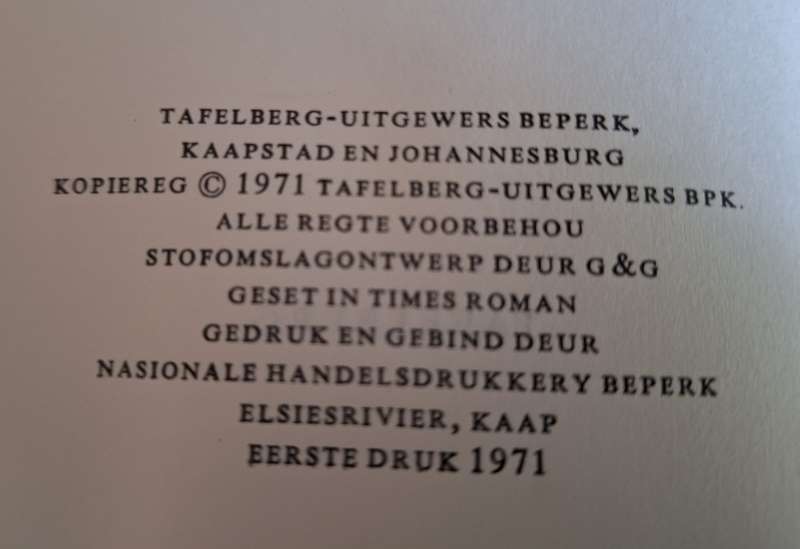 TAFELBERG-UITGEWERS BEPERK,
KAAPSTAD EN JOHANNESBURG
KOPIEREG © 1971 TAFELBERG-UITGEWERS BPK.
ALLE REGTE VOORBEHOU
STOFOMSLAGONTWERP DEUR G&G
GESET IN TIMES ROMAN
GEDRUK EN GEBIND DEUR
NASIONALE HANDELSDRUKKERY BEPERK
ELSIESRIVIER, KAAP
EERSTE DRUK 1971